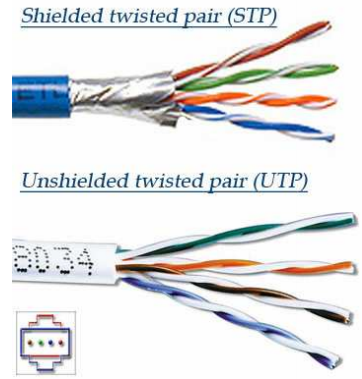 Shielded twisted pair (STP)
Unshielded twisted pair (UTP)
8034